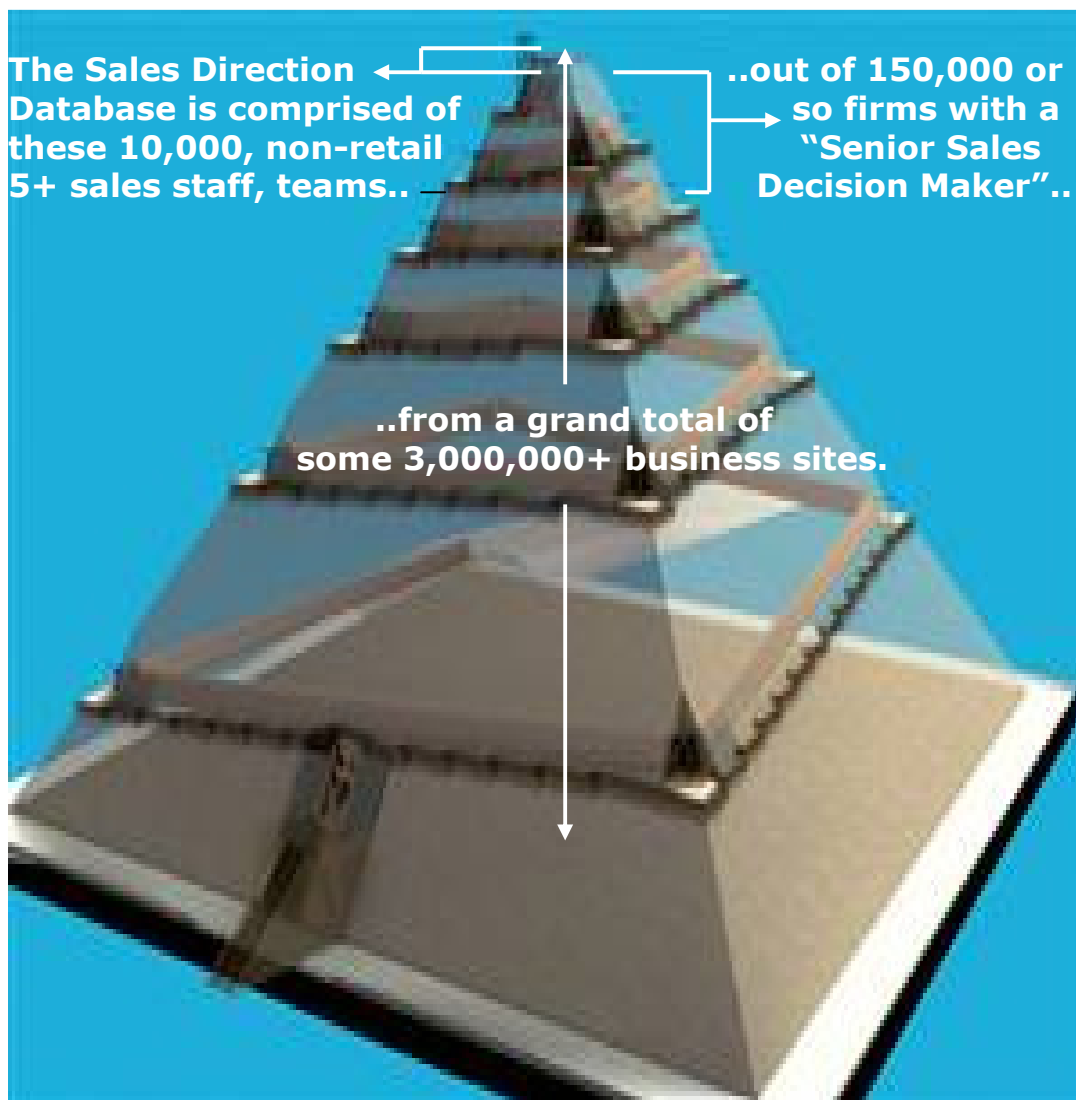 The Sales Direction
Database is comprised of
these 10,000, non-retail
5+ sales staff, teams..
..out of 150,000 or
so firms with a
“Senior Sales
Decision Maker”..
..from a grand total of
some 3,000,000+ business sites.